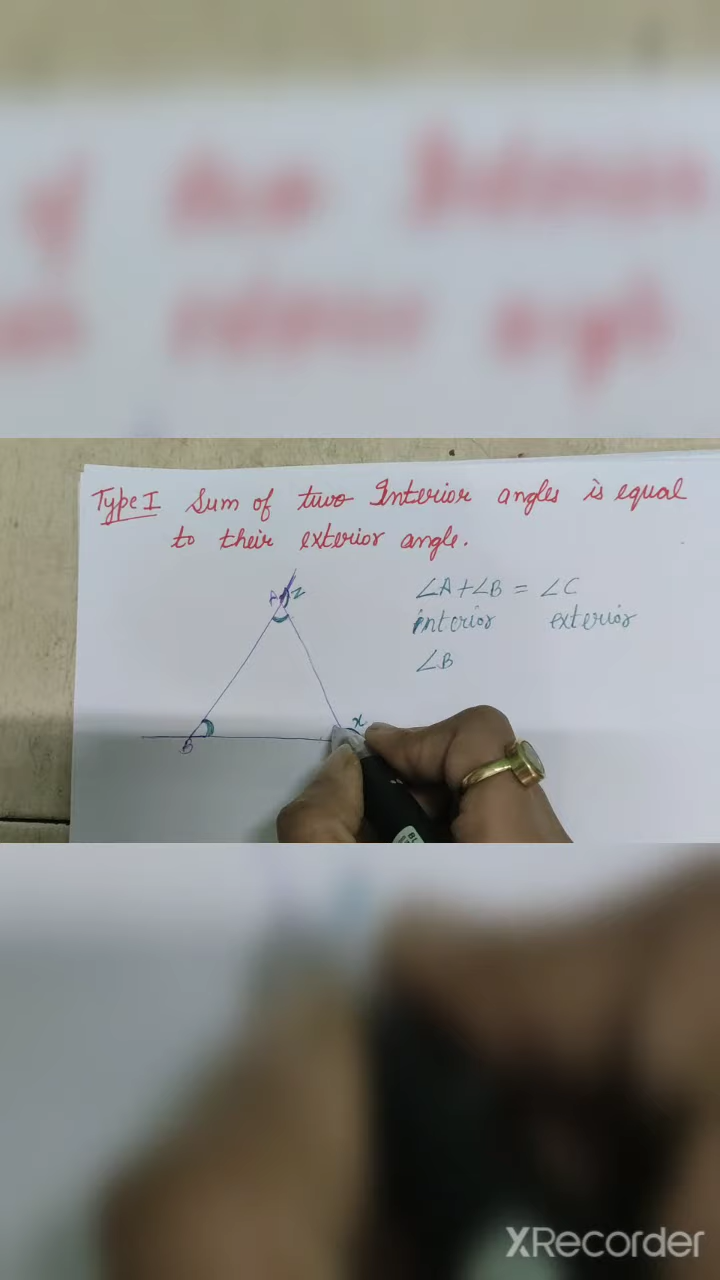 Type I Sum of two Interior angles is equal
to their exterior angle.
A z
∠A+∠B = ∠C
interior exterior
∠B
x
B
XRecorder